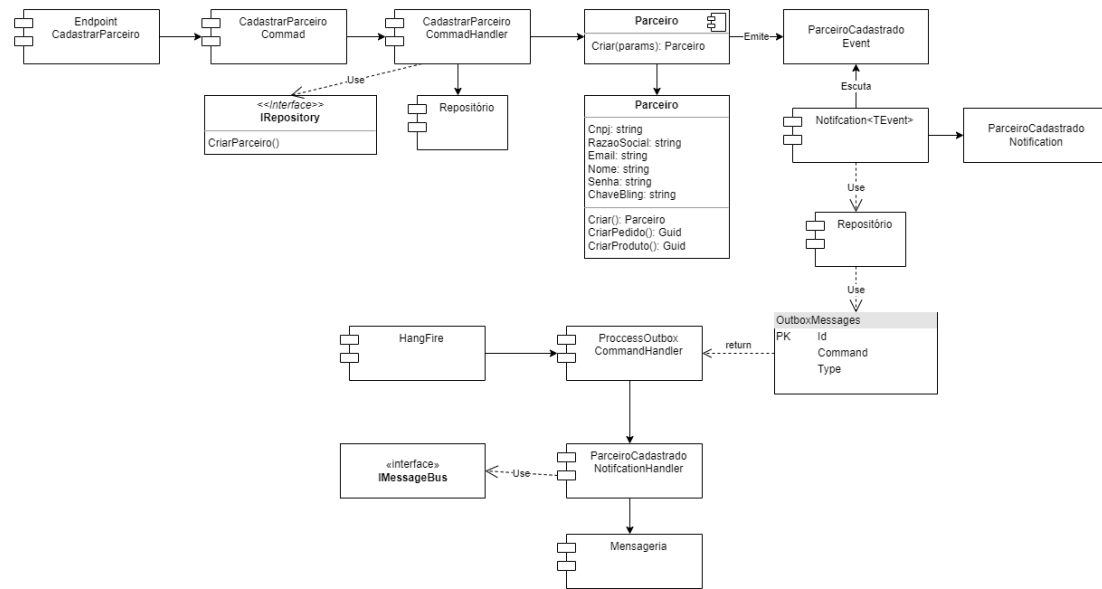 Endpoint
CadastrarParceiro
CadastrarParceiro
Commad
CadastrarParceiro
CommadHandler
Parceiro
Criar(params): Parceiro
Emite
ParceiroCadastrado
Event
Use
Escuta
<<Interface>>
IRepository
CriarParceiro()
Repositório
Parceiro
Cnpj: string
RazaoSocial: string
Email: string
Nome: string
Senha: string
ChaveBling: string
Criar(): Parceiro
CriarPedido(): Guid
CriarProduto(): Guid
Notifcation<TEvent>
ParceiroCadastrado
Notification
Use
Repositório
Use
HangFire
ProccessOutbox
CommandHandler
return
OutboxMessages
PK Id
Command
Type
«interface»
IMessageBus
Use
ParceiroCadastrado
NotifcationHandler
Mensageria